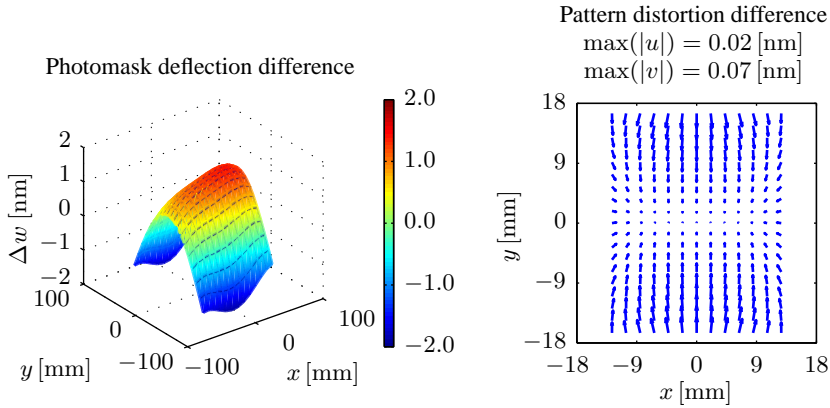 Photomask deflection difference
2
1
0
−1
−2
Δw [nm]
100
0
−100
y [mm]
−100
0
100
x [mm]
2.0
1.0
0.0
−1.0
−2.0
Pattern distortion difference
max(|u|) = 0.02 [nm]
max(|v|) = 0.07 [nm]
18
9
0
−9
−18
y [mm]
−18
−9
0
9
18
x [mm]